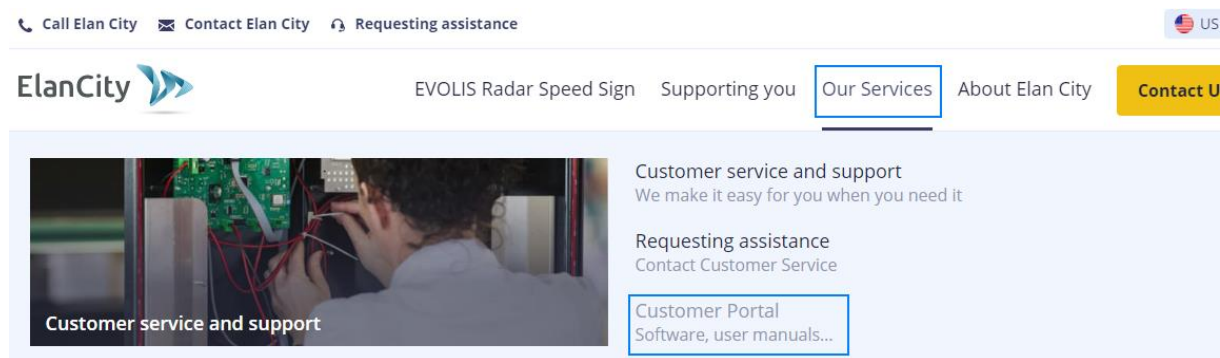 Call Elan City Contact Elan City Requesting assistance US
ElanCity EVOLIS Radar Speed Sign Supporting you Our Services About Elan City Contact U
Customer service and support
We make it easy for you when you need it
Requesting assistance
Contact Customer Service
Customer Portal
Software, user manuals...
Customer service and support